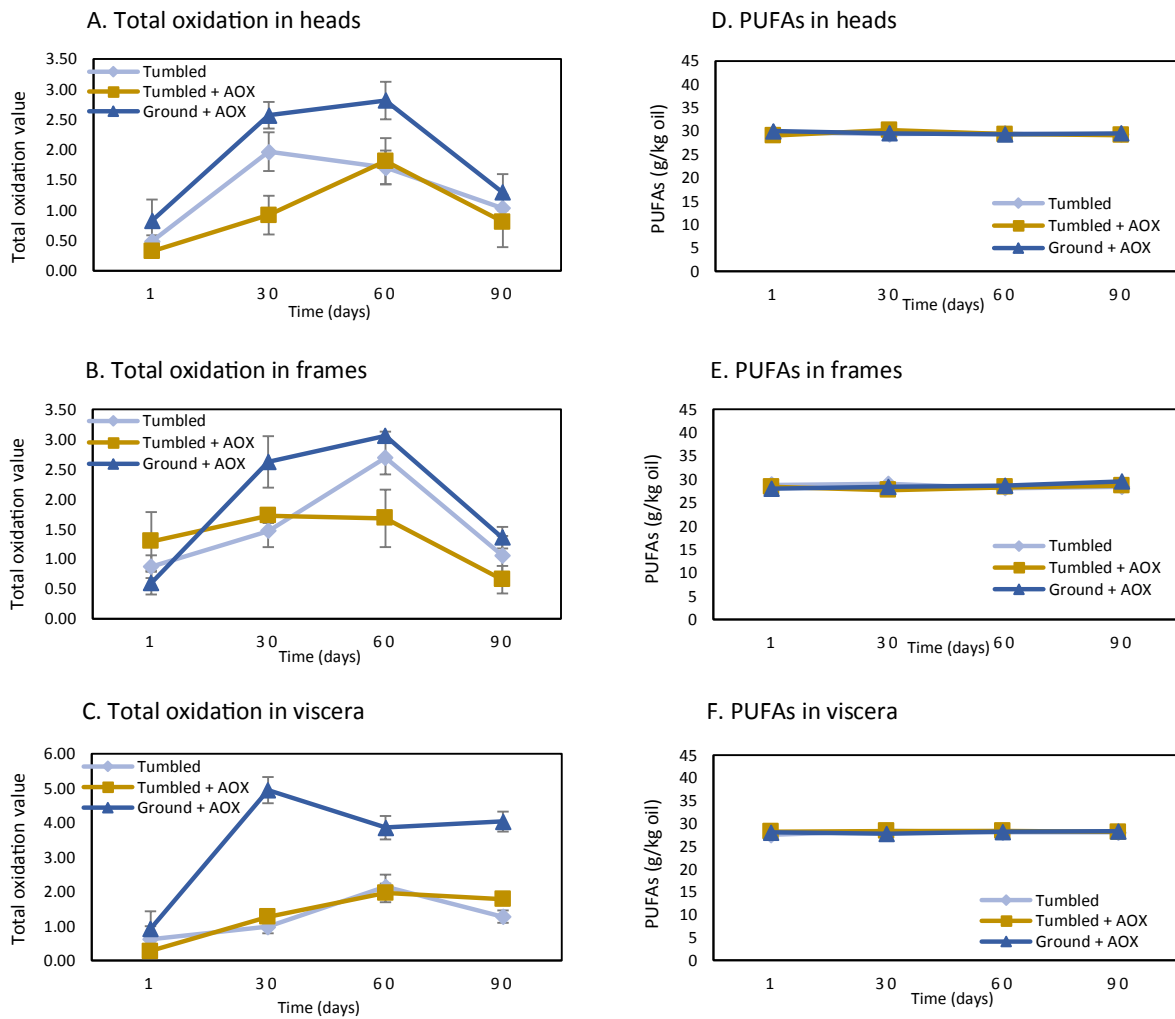 A. Total oxidation in heads
Total oxidation value
3.50
3.00
2.50
2.00
1.50
1.00
0.50
0.00
Tumbled
Tumbled + AOX
Ground + AOX
1 30 60 90
Time (days)
D. PUFAs in heads
PUFAs (g/kg oil)
45
40
35
30
25
20
15
10
5
0
Tumbled
Tumbled + AOX
Ground + AOX
1 30 60 90
Time (days)
B. Total oxidation in frames
Total oxidation value
3.50
3.00
2.50
2.00
1.50
1.00
0.50
0.00
Tumbled
Tumbled + AOX
Ground + AOX
1 30 60 90
Time (days)
E. PUFAs in frames
PUFAs (g/kg oil)
45
40
35
30
25
20
15
10
5
0
Tumbled
Tumbled + AOX
Ground + AOX
1 30 60 90
Time (days)
C. Total oxidation in viscera
Total oxidation value
6.00
5.00
4.00
3.00
2.00
1.00
0.00
Tumbled
Tumbled + AOX
Ground + AOX
1 30 60 90
Time (days)
F. PUFAs in viscera
PUFAs (g/kg oil)
45
40
35
30
25
20
15
10
5
0
Tumbled
Tumbled + AOX
Ground + AOX
1 30 60 90
Time (days)